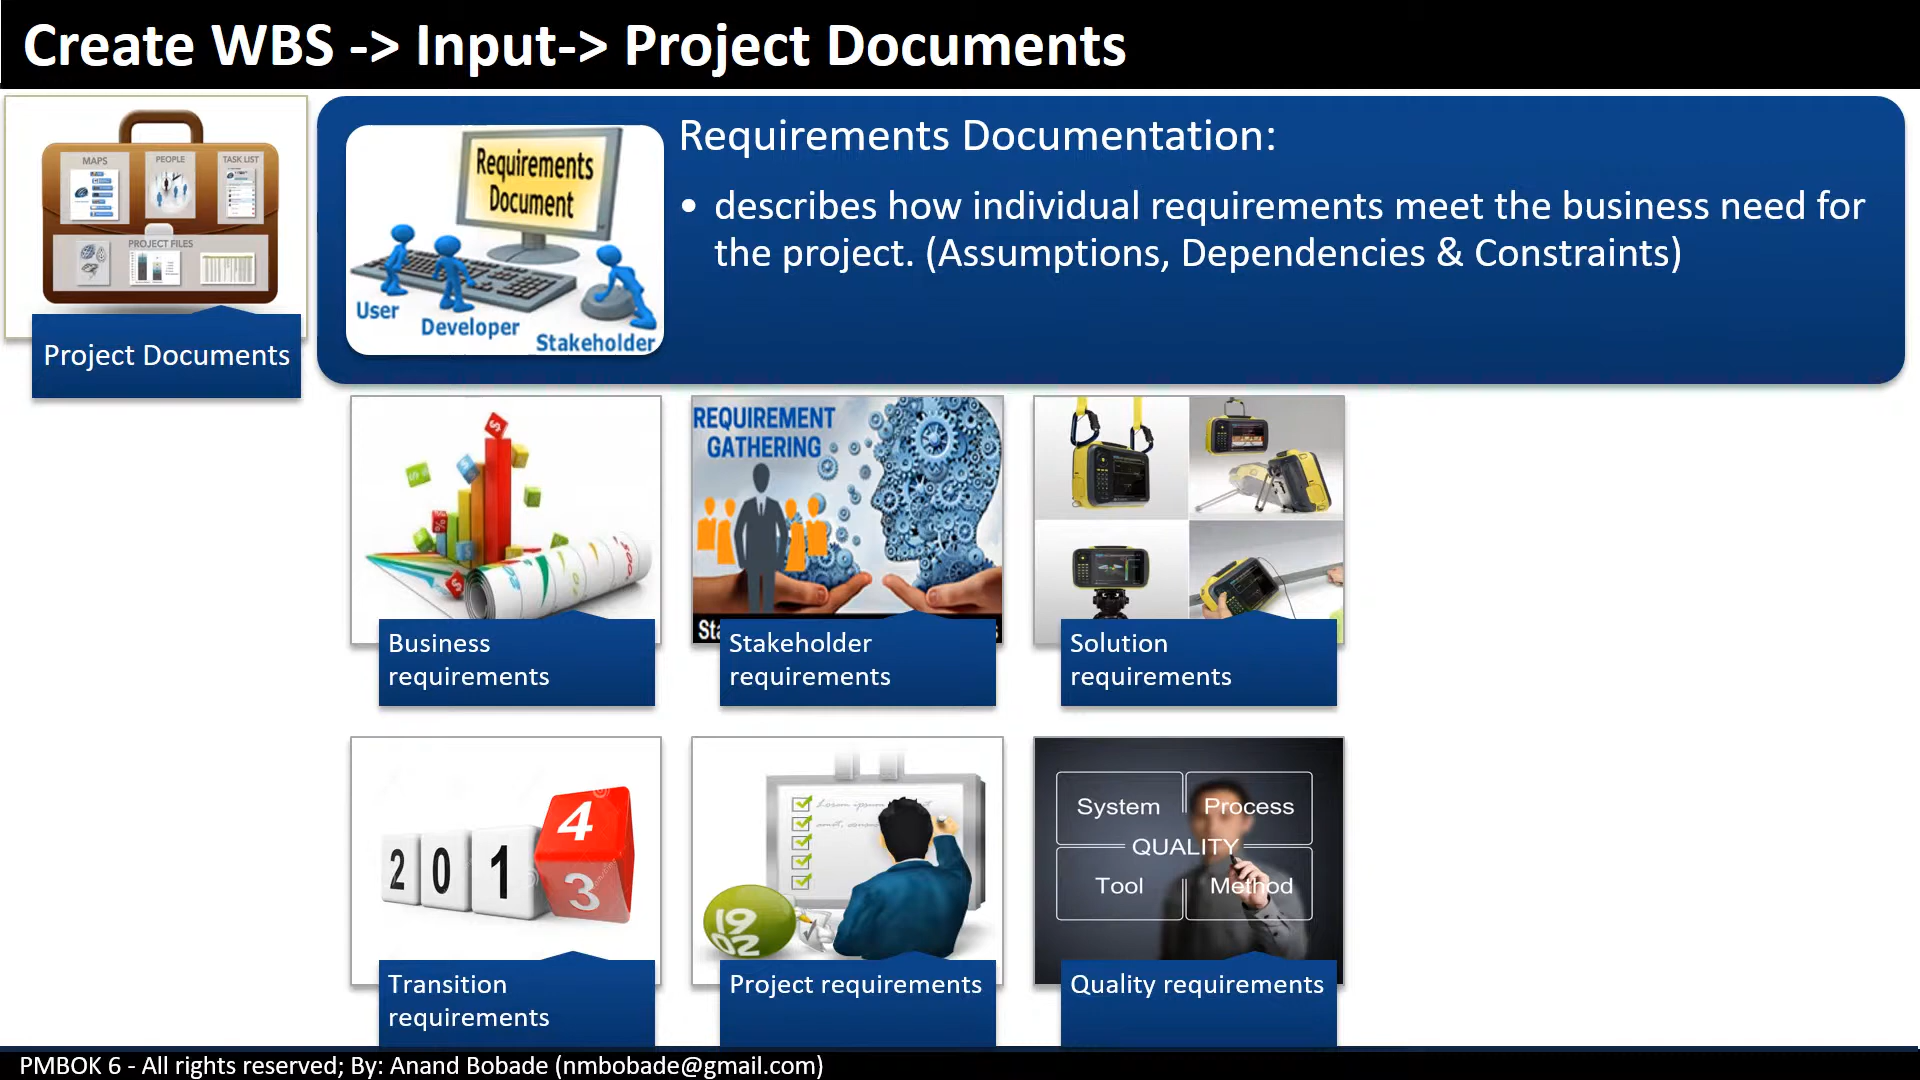 Create WBS -> Input-> Project Documents
MAPS
PEOPLE
TASK LIST
PROJECT FILES
Project Documents
Requirements
Document
User
Developer
Stakeholder
Requirements Documentation:
• describes how individual requirements meet the business need for
the project. (Assumptions, Dependencies & Constraints)
Business
requirements
REQUIREMENT
GATHERING
Stakeholder
requirements
Solution
requirements
2 0 1 4
3
Transition
requirements
19
02
Project requirements
System
Process
QUALITY
Tool
Method
Quality requirements
PMBOK 6 - All rights reserved; By: Anand Bobade (nmbobade@gmail.com)